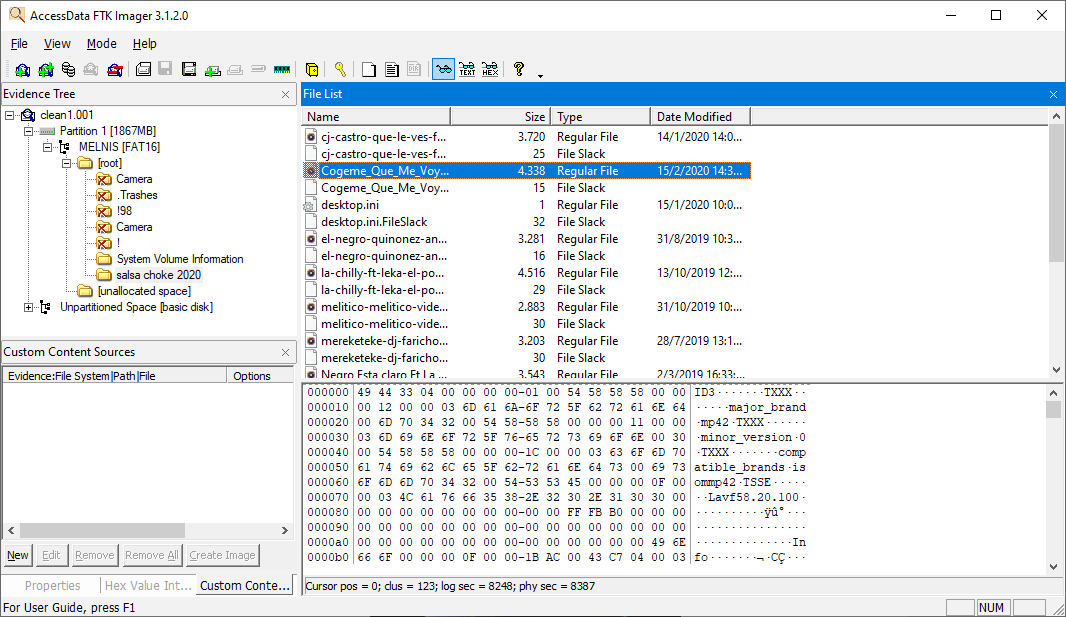 AccessData FTK Imager 3.1.2.0
File View Mode Help
Evidence Tree
clean1.001
Partition 1 [1867MB]
MELNIS [FAT16]
[root]
Camera
.Trashes
!98
Camera
!
System Volume Information
salsa choke 2020
[unallocated space]
Unpartitioned Space [basic disk]
Custom Content Sources
Evidence:File System|Path|File Options
New Edit Remove Remove All Create Image
Properties Hex Value Int... Custom Conte...
File List
Name Size Type Date Modified
cj-castro-que-le-ves-f... 3.720 Regular File 14/1/2020 14:0...
cj-castro-que-le-ves-f... 25 File Slack
Cogeme_Que_Me_Voy... 4.338 Regular File 15/2/2020 14:3...
Cogeme_Que_Me_Voy... 15 File Slack
desktop.ini 1 Regular File 15/1/2020 10:0...
desktop.ini.FileSlack 32 File Slack
el-negro-quinonez-an... 3.281 Regular File 31/8/2019 10:3...
el-negro-quinonez-an... 16 File Slack
la-chilly-ft-leka-el-po... 4.516 Regular File 13/10/2019 12:...
la-chilly-ft-leka-el-po... 29 File Slack
melitico-melitico-vide... 2.883 Regular File 31/10/2019 10:...
melitico-melitico-vide... 30 File Slack
mereketeke-dj-faricho... 3.203 Regular File 28/7/2019 13:1...
mereketeke-dj-faricho... 30 File Slack
Negro Esta claro Ft La ... 3.543 Regular File 2/3/2019 16:33:...
000000 49 44 33 04 00 00 00 00-01 00 54 58 58 58 00 00 ID3·······TXXX··
000010 00 12 00 00 03 6D 61 6A-6F 72 5F 62 72 61 6E 64 ·····major_brand
000020 00 6D 70 34 32 00 54 58-58 58 00 00 00 11 00 00 ·mp42·TXXX······
000030 03 6D 69 6E 6F 72 5F 76-65 72 73 69 6F 6E 00 30 ·minor_version·0
000040 00 54 58 58 58 00 00 00-1C 00 00 03 63 6F 6D 70 ·TXXX·······comp
000050 61 74 69 62 6C 65 5F 62-72 61 6E 64 73 00 69 73 atible_brands·is
000060 6F 6D 6D 70 34 32 00 54-53 53 45 00 00 00 0F 00 ommp42·TSSE·····
000070 00 03 4C 61 76 66 35 38-2E 32 30 2E 31 30 30 00 ··Lavf58.20.100·
000080 00 00 00 00 00 00 00 00-00 00 FF FB B0 00 00 00 ··········ÿû°···
000090 00 00 00 00 00 00 00 00-00 00 00 00 00 00 00 00 ················
0000a0 00 00 00 00 00 00 00 00-00 00 00 00 00 00 49 6E ··············In
0000b0 66 6F 00 00 00 0F 00 00-1B AC 00 43 C7 04 00 03 fo·······¬·CÇ···
Cursor pos = 0; clus = 123; log sec = 8248; phy sec = 8387
For User Guide, press F1
NUM